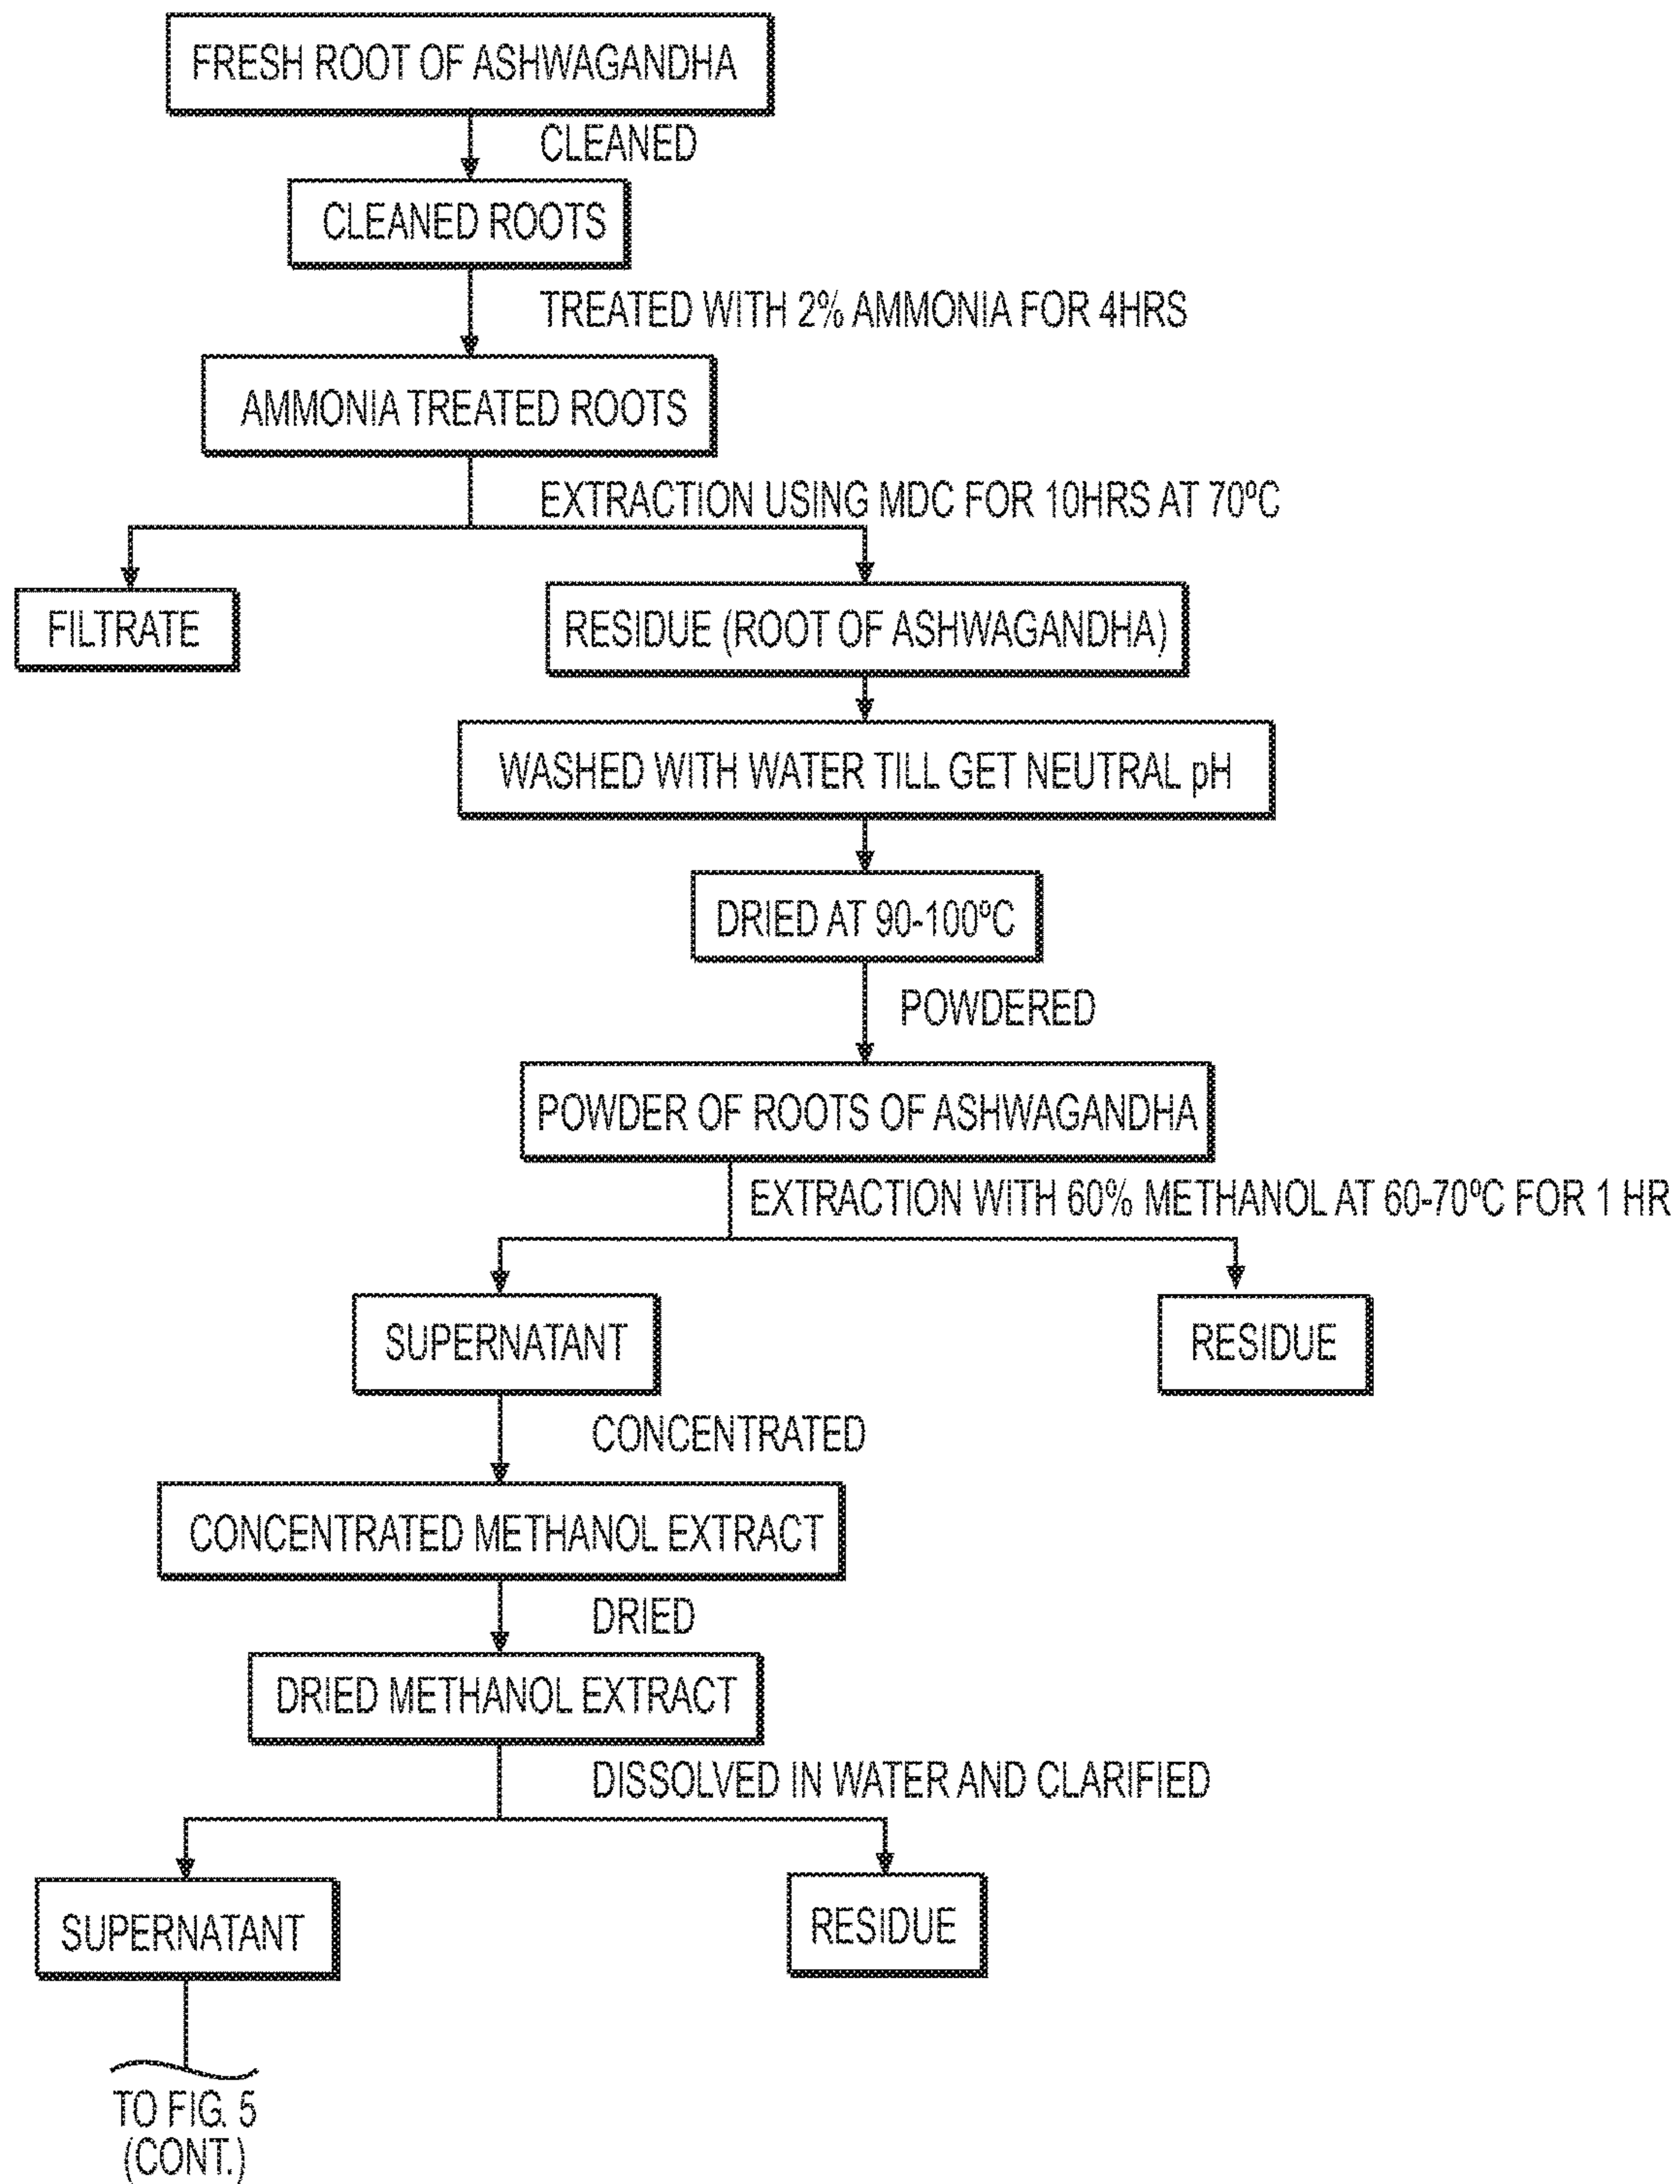 FRESH ROOT OF ASHWAGANDHA
CLEANED
CLEANED ROOTS
TREATED WITH 2% AMMONIA FOR 4HRS
AMMONIA TREATED ROOTS
EXTRACTION USING MDC FOR 10HRS AT 70ºC
FILTRATE
RESIDUE (ROOT OF ASHWAGANDHA)
WASHED WITH WATER TILL GET NEUTRAL pH
DRIED AT 90-100ºC
POWDERED
POWDER OF ROOTS OF ASHWAGANDHA
EXTRACTION WITH 60% METHANOL AT 60-70ºC FOR 1 HR
SUPERNATANT
RESIDUE
CONCENTRATED
CONCENTRATED METHANOL EXTRACT
DRIED
DRIED METHANOL EXTRACT
DISSOLVED IN WATER AND CLARIFIED
SUPERNATANT
RESIDUE
TO FIG. 5
(CONT.)